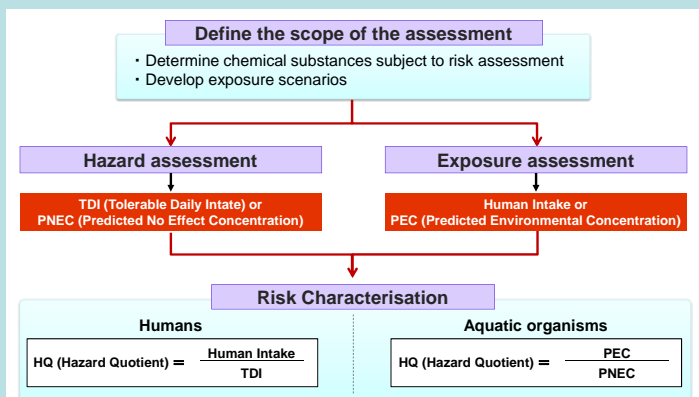 Define the scope of the assessment
・Determine chemical substances subject to risk assessment
・Develop exposure scenarios
Hazard assessment
Exposure assessment
TDI (Tolerable Daily Intate) or
PNEC (Predicted No Effect Concentration)
Human Intake or
PEC (Predicted Environmental Concentration)
Risk Characterisation
Humans
Aquatic organisms
HQ (Hazard Quotient) = Human Intake
TDI
HQ (Hazard Quotient) = PEC
PNEC